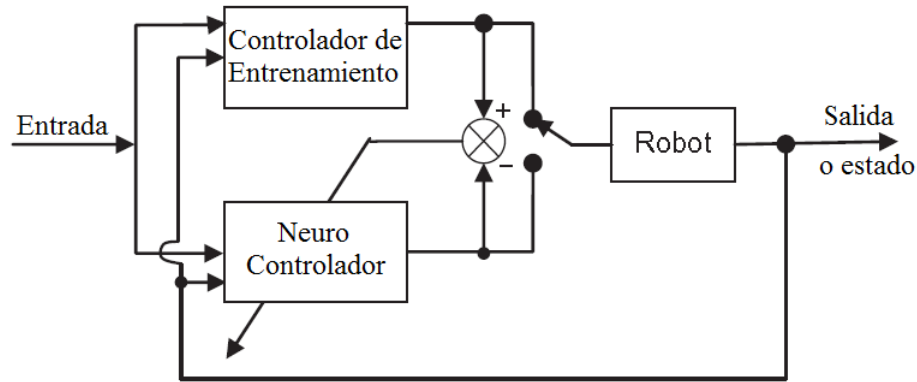 Controlador de
Entrenamiento
Entrada
+
−
Robot
Salida
o estado
Neuro
Controlador